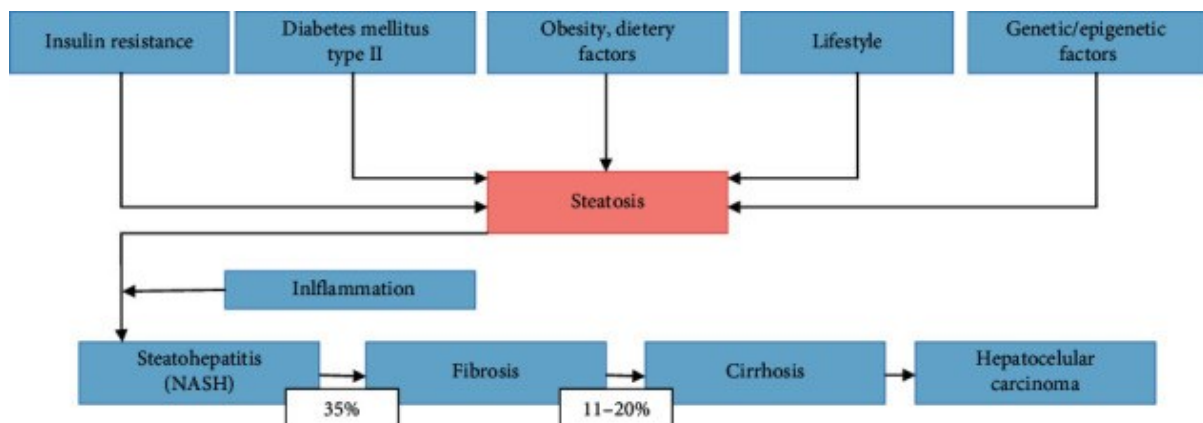 Insulin resistance
Diabetes mellitus
type II
Obesity, dietery
factors
Lifestyle
Genetic/epigenetic
factors
Steatosis
Inlflammation
Steatohepatitis
(NASH)
Fibrosis
Cirrhosis
Hepatocelular
carcinoma
35%
11–20%